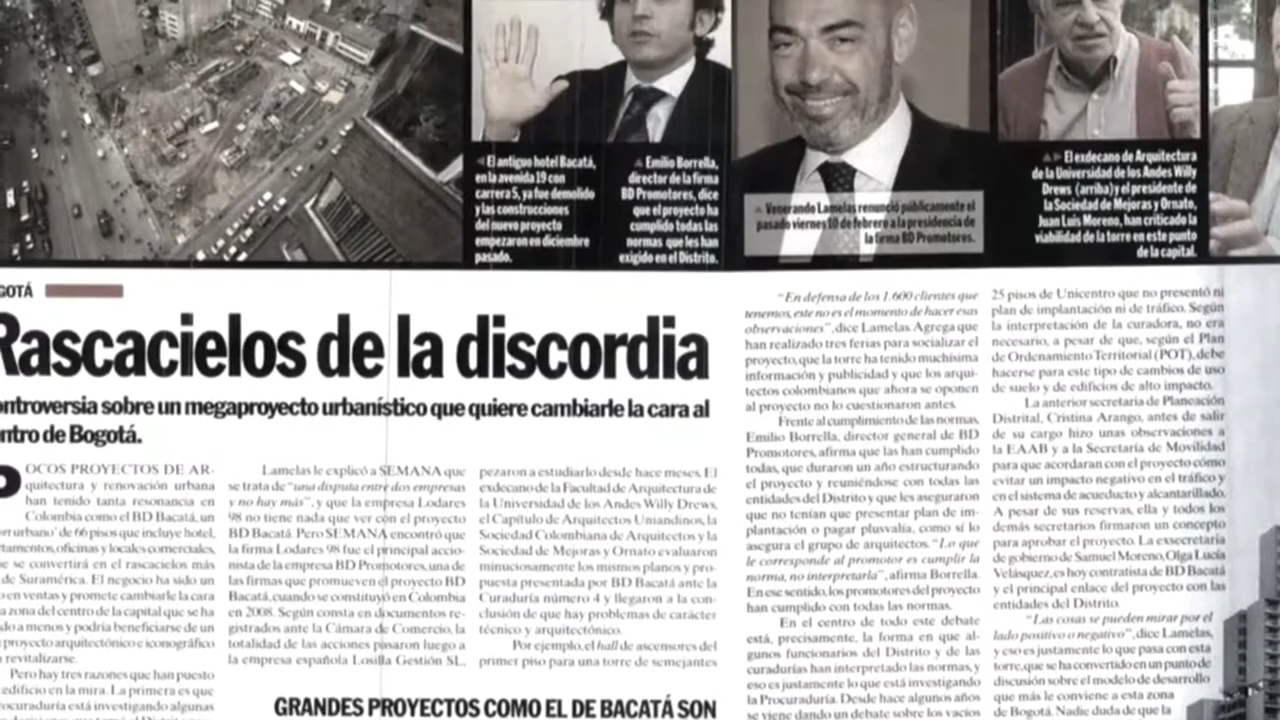 El antiguo hotel Bacatá,
en la avenida 19 con
carrera 5, ya fue demolido
y las construcciones
del nuevo proyecto
empezaron en diciembre
pasado.
Emilio Borrella,
director de la firma
BD Promotores, dice
que el proyecto ha
cumplido todas las
normas que les han
exigido en el Distrito.
Venerando Lamelas renunció públicamente el
pasado viernes 10 de febrero a la presidencia de
la firma BD Promotores.
El exdecano de Arquitectura
de la Universidad de los Andes Willy
Drews (arriba) y el presidente de
la Sociedad de Mejoras y Ornato,
Juan Luis Moreno, han criticado la
viabilidad de la torre en este punto
de la capital.
GOTÁ
Rascacielos de la discordia
ontroversia sobre un megaproyecto urbanístico que quiere cambiarle la cara al
ntro de Bogotá.
POCOS PROYECTOS DE AR-
quitectura y renovación urbana
han tenido tanta resonancia en
Colombia como el BD Bacatá, un
ort urbano' de 66 pisos que incluye hotel,
rtamentos, oficinas y locales comerciales,
e se convertirá en el rascacielos más
de Suramérica. El negocio ha sido un
o en ventas y promete cambiarle la cara
a zona del centro de la capital que se ha
do a menos y podría beneficiarse de un
proyecto arquitectónico e iconográfico
a revitalizarse.
Pero hay tres razones que han puesto
edificio en la mira. La primera es que
rocuraduría está investigando algunas
Lamelas le explicó a SEMANA que
se trata de "una disputa entre dos empresas
y no hay más", y que la empresa Lodares
98 no tiene nada que ver con el proyecto
BD Bacatá. Pero SEMANA encontró que
la firma Lodares 98 fue el principal accio-
nista de la empresa BD Promotores, una de
las firmas que promueven el proyecto BD
Bacatá, cuando se constituyó en Colombia
en 2008. Según consta en documentos re-
gistrados ante la Cámara de Comercio, la
totalidad de las acciones pasaron luego a
la empresa española Losilla Gestión SL,
pezaron a estudiarlo desde hace meses. El
exdecano de la Facultad de Arquitectura de
la Universidad de los Andes Willy Drews,
el Capítulo de Arquitectos Uniandinos, la
Sociedad Colombiana de Arquitectos y la
Sociedad de Mejoras y Ornato evaluaron
minuciosamente los mismos planos y pro-
puesta presentada por BD Bacatá ante la
Curaduría número 4 y llegaron a la con-
clusión de que hay problemas de carácter
técnico y arquitectónico.
Por ejemplo, el hall de ascensores del
primer piso para una torre de semejantes
GRANDES PROYECTOS COMO EL DE BACATÁ SON
"En defensa de los 1.600 clientes que
tenemos, este no es el momento de hacer esas
observaciones", dice Lamelas. Agrega que
han realizado tres ferias para socializar el
proyecto, que la torre ha tenido muchísima
información y publicidad y que los arqui-
tectos colombianos que ahora se oponen
al proyecto no lo cuestionaron antes.
Frente al cumplimiento de las normas,
Emilio Borrella, director general de BD
Promotores, afirma que las han cumplido
todas, que duraron un año estructurando
el proyecto y reuniéndose con todas las
entidades del Distrito y que les aseguraron
que no tenían que presentar plan de im-
plantación o pagar plusvalía, como sí lo
asegura el grupo de arquitectos. "Lo que
le corresponde al promotor es cumplir la
norma, no interpretarla", afirma Borrella.
En ese sentido, los promotores del proyecto
han cumplido con todas las normas.
En el centro de todo este debate
está, precisamente, la forma en que al-
gunos funcionarios del Distrito y de las
curadurías han interpretado las normas, y
eso es justamente lo que está investigando
la Procuraduría. Desde hace algunos años
se viene dando un debate sobre los vacíos
25 pisos de Unicentro que no presentó ni
plan de implantación ni de tráfico. Según
la interpretación de la curadora, no era
necesario, a pesar de que, según el Plan
de Ordenamiento Territorial (POT), debe
hacerse para este tipo de cambios de uso
de suelo y de edificios de alto impacto.
La anterior secretaria de Planeación
Distrital, Cristina Arango, antes de salir
de su cargo hizo unas observaciones a
la EAAB y a la Secretaría de Movilidad
para que acordaran con el proyecto cómo
evitar un impacto negativo en el tráfico y
en el sistema de acueducto y alcantarillado.
A pesar de sus reservas, ella y todos los
demás secretarios firmaron un concepto
para aprobar el proyecto. La exsecretaria
de gobierno de Samuel Moreno, Olga Lucía
Velásquez, es hoy contratista de BD Bacatá
y el principal enlace del proyecto con las
entidades del Distrito.
"Las cosas se pueden mirar por el
lado positivo o negativo", dice Lamelas,
y eso es justamente lo que pasa con esta
torre, que se ha convertido en un punto de
discusión sobre el modelo de desarrollo
que más le conviene a esta zona
de Bogotá. Nadie duda de que la